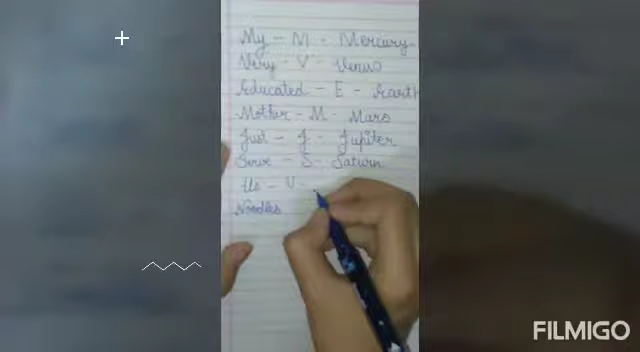 My - M - Mercury
Very - V - Venus
Educated - E - Earth
Mother - M - Mars
Just - J - Jupiter
Serve - S - Saturn
Us - U -
Noodles
FILMIGO